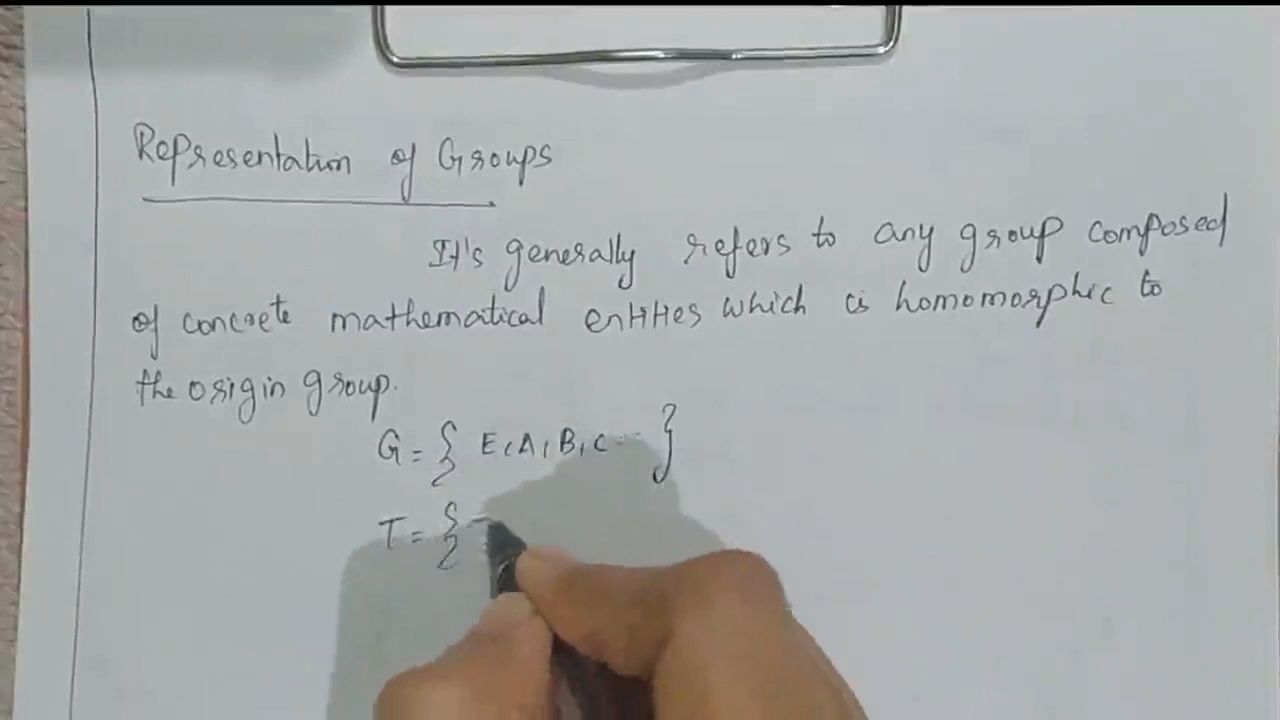 Representation of Groups
It's generally refers to any group composed
of concrete mathematical entities which is homomorphic to
the origin group.
G = { E, A, B, C ... }
T = {